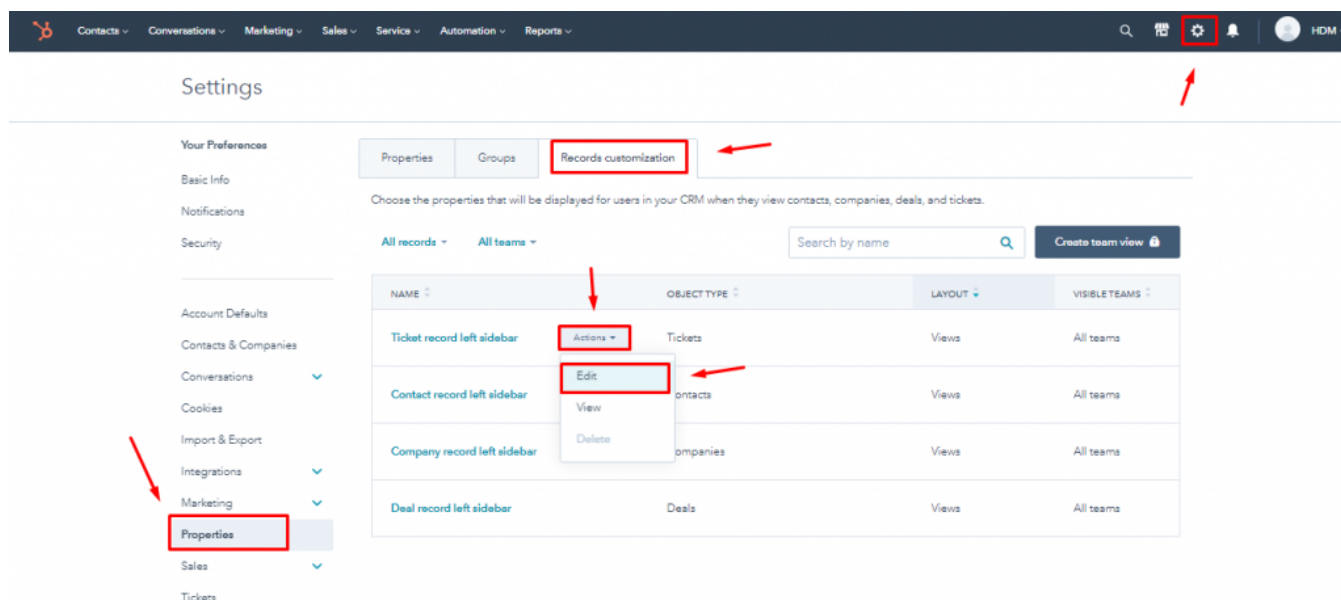 Contacts Conversations Marketing Sales Service Automation Reports HDM
Settings
Your Preferences
Basic Info
Notifications
Security
Account Defaults
Contacts & Companies
Conversations
Cookies
Import & Export
Integrations
Marketing
Properties
Sales
Tickets
Properties Groups Records customization
Choose the properties that will be displayed for users in your CRM when they view contacts, companies, deals, and tickets.
All records All teams Search by name Create team view
NAME OBJECT TYPE LAYOUT VISIBLE TEAMS
Ticket record left sidebar Actions Tickets Views All teams
Edit
Contact record left sidebar ontacts Views All teams
View
Delete
Company record left sidebar ompanies Views All teams
Deal record left sidebar Deals Views All teams